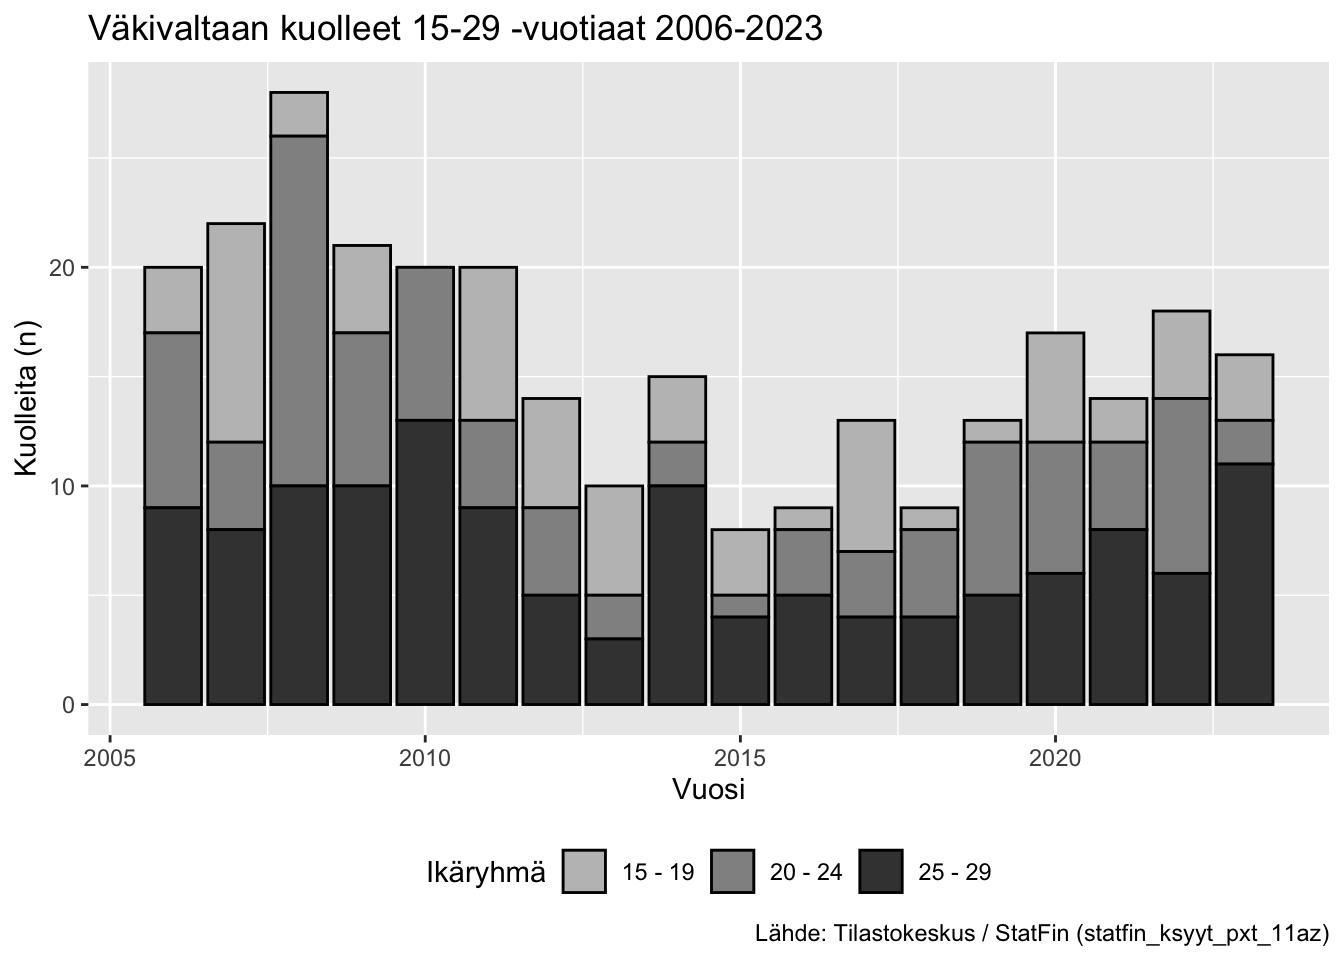 Väkivaltaan kuolleet 15-29 -vuotiaat 2006-2023
Kuolleita (n)
20
10
0
2005 2010 2015 2020
Vuosi
Ikäryhmä 15 - 19 20 - 24 25 - 29
Lähde: Tilastokeskus / StatFin (statfin_ksyyt_pxt_11az)